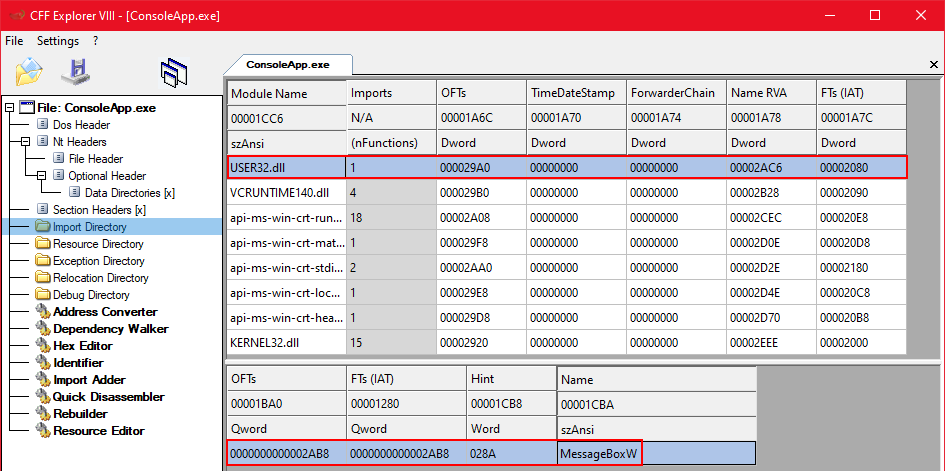 CFF Explorer VIII - [ConsoleApp.exe]
File Settings ?
File: ConsoleApp.exe
Dos Header
Nt Headers
File Header
Optional Header
Data Directories [x]
Section Headers [x]
Import Directory
Resource Directory
Exception Directory
Relocation Directory
Debug Directory
Address Converter
Dependency Walker
Hex Editor
Identifier
Import Adder
Quick Disassembler
Rebuilder
Resource Editor
ConsoleApp.exe
Module Name Imports OFTs TimeDateStamp ForwarderChain Name RVA FTs (IAT)
00001CC6 N/A 00001A6C 00001A70 00001A74 00001A78 00001A7C
szAnsi (nFunctions) Dword Dword Dword Dword Dword
USER32.dll 1 000029A0 00000000 00000000 00002AC6 00002080
VCRUNTIME140.dll 4 000029B0 00000000 00000000 00002B28 00002090
api-ms-win-crt-run... 18 00002A08 00000000 00000000 00002CEC 000020E8
api-ms-win-crt-mat... 1 000029F8 00000000 00000000 00002D0E 000020D8
api-ms-win-crt-stdi... 2 00002AA0 00000000 00000000 00002D2E 00002180
api-ms-win-crt-loc... 1 000029E8 00000000 00000000 00002D4E 000020C8
api-ms-win-crt-hea... 1 000029D8 00000000 00000000 00002D70 000020B8
KERNEL32.dll 15 00002920 00000000 00000000 00002EEE 00002000
OFTs FTs (IAT) Hint Name
00001BA0 00001280 00001CB8 00001CBA
Qword Qword Word szAnsi
0000000000002AB8 0000000000002AB8 028A MessageBoxW